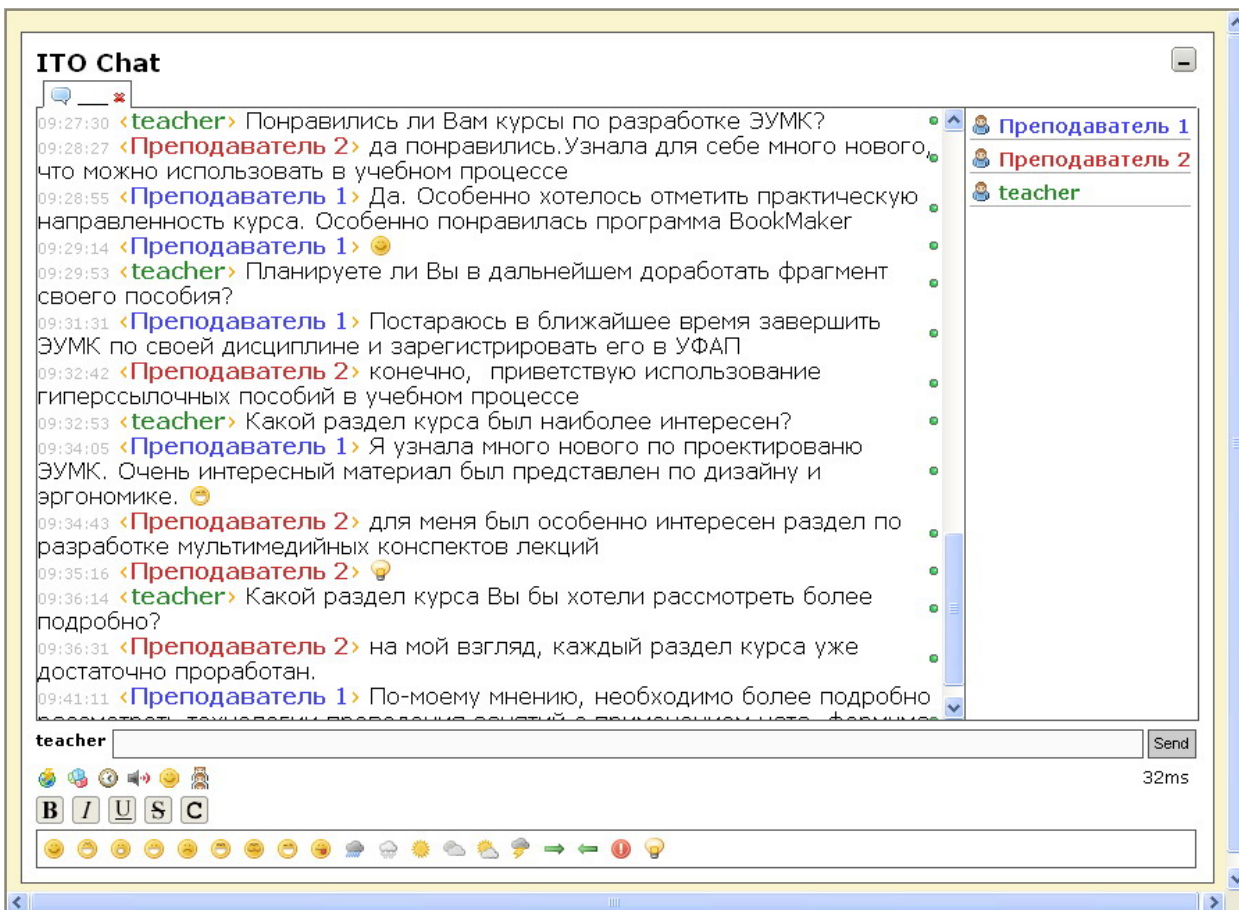 ITO Chat
___
09:27:30 ‹teacher› Понравились ли Вам курсы по разработке ЭУМК?
09:28:27 ‹Преподаватель 2› да понравились.Узнала для себе много нового,
что можно использовать в учебном процессе
09:28:55 ‹Преподаватель 1› Да. Особенно хотелось отметить практическую
направленность курса. Особенно понравилась программа BookMaker
09:29:14 ‹Преподаватель 1›
09:29:53 ‹teacher› Планируете ли Вы в дальнейшем доработать фрагмент
своего пособия?
09:31:31 ‹Преподаватель 1› Постараюсь в ближайшее время завершить
ЭУМК по своей дисциплине и зарегистрировать его в УФАП
09:32:42 ‹Преподаватель 2› конечно, приветствую использование
гиперссылочных пособий в учебном процессе
09:32:53 ‹teacher› Какой раздел курса был наиболее интересен?
09:34:05 ‹Преподаватель 1› Я узнала много нового по проектированю
ЭУМК. Очень интересный материал был представлен по дизайну и
эргономике.
09:34:43 ‹Преподаватель 2› для меня был особенно интересен раздел по
разработке мультимедийных конспектов лекций
09:35:16 ‹Преподаватель 2›
09:36:14 ‹teacher› Какой раздел курса Вы бы хотели рассмотреть более
подробно?
09:36:31 ‹Преподаватель 2› на мой взгляд, каждый раздел курса уже
достаточно проработан.
09:41:11 ‹Преподаватель 1› По-моему мнению, необходимо более подробно
рассмотреть технологии проведения занятий с применением чата, форума
Преподаватель 1
Преподаватель 2
teacher
teacher
Send
32ms
B I U S C